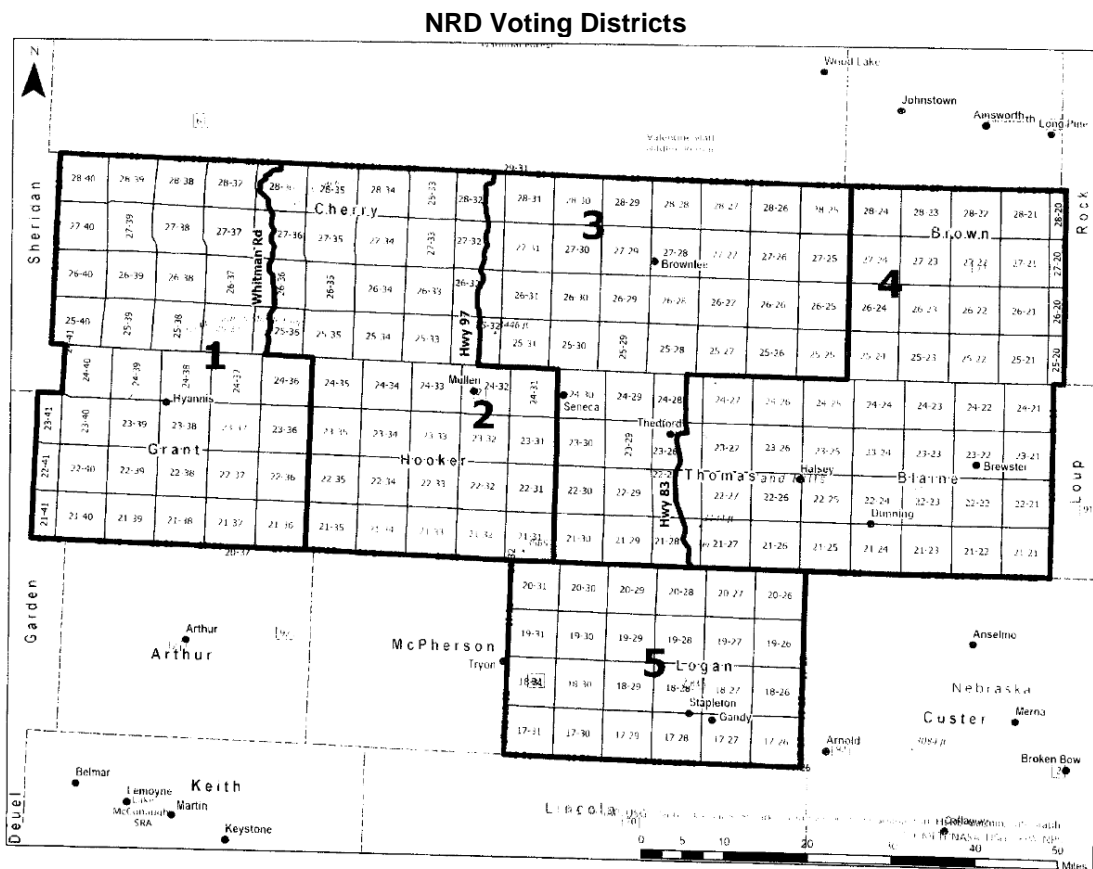 NRD Voting Districts
N
Wood Lake
Johnstown
Ainsworth
Long Pine
Sheridan
Rock
28-40 28-39 28-38 28-37 28-35 28-34 25-33 28-32 28-31 28-30 28-29 28-28 28-27 28-26 28-25 28-24 28-23 28-22 28-21 28-20
Cherry
3
Brown
27-40 27-39 27-38 27-37 27-36 27-35 27-34 27-33 27-32 27-31 27-30 27-29 27-28 27-27 27-26 27-25 27-24 27-23 27-21 27-20
Whitman Rd
Brownlee
4
26-40 26-39 26-38 26-37 26-36 26-35 26-34 26-33 26-32 26-31 26-30 26-29 26-28 26-27 26-26 26-25 26-24 26-23 26-22 26-21 26-20
Hwy 97
25-40 25-39 25-38 25-36 25-35 25-34 25-33 25-32 25-31 25-30 25-29 25-28 25-27 25-26 25-25 25-24 25-23 25-22 25-21 25-20
1
24-41 24-40 24-39 24-38 24-37 24-36 24-35 24-34 24-33 24-32 24-31 24-30 24-29 24-28 24-27 24-26 24-25 24-24 24-23 24-22 24-21
Hyannis
Mullen
Seneca
2
Thedford
23-41 23-40 23-39 23-38 23-37 23-36 23-35 23-34 23-33 23-32 23-31 23-30 23-29 23-28 23-27 23-26 23-25 23-24 23-23 23-22 23-21
Grant
Hooker
Thomas
Halsey
Blaine
Brewster
22-41 22-40 22-39 22-38 22-37 22-36 22-35 22-34 22-33 22-32 22-31 22-30 22-29 22-27 22-26 22-25 22-24 22-23 22-22 22-21
Hwy 83
Dunning
Loup
21-41 21-40 21-39 21-38 21-37 21-36 21-35 21-34 21-33 21-32 21-31 21-30 21-29 21-28 21-27 21-26 21-25 21-24 21-23 21-22 21-21
20-37
20-31 20-30 20-29 20-28 20-27 20-26
Garden
Arthur
Arthur
McPherson
Tryon
19-31 19-30 19-29 19-28 19-27 19-26
5
Logan
Anselmo
18-30 18-29 18-28 18-27 18-26
Stapleton
Gandy
Nebraska
Custer
Merna
17-31 17-30 17-29 17-28 17-27 17-26
Arnold
Broken Bow
Belmar
Lemoyne
Lake
McConaughy
SRA
Martin
Keith
Keystone
Deuel
Lincoln
0 10 20 30 40 50
Miles